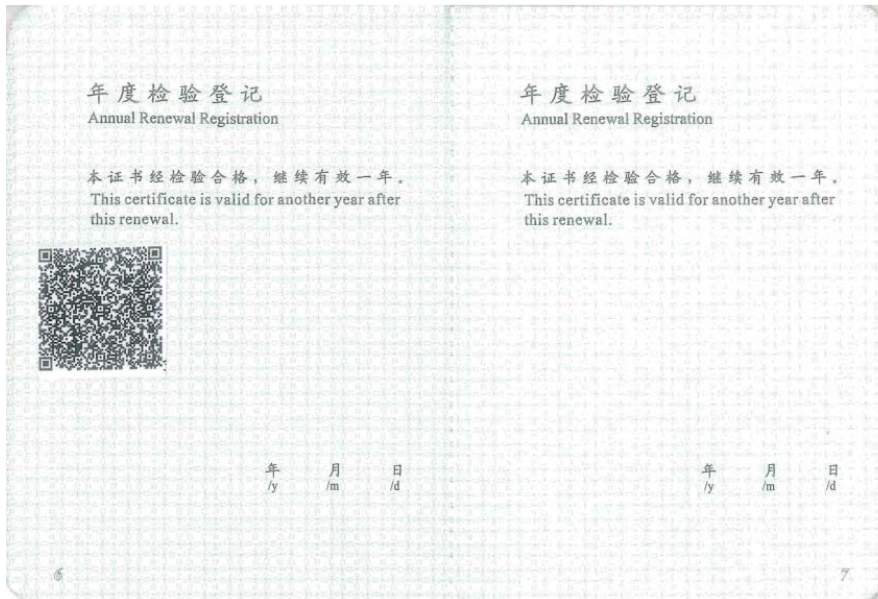 年度检验登记
Annual Renewal Registration
本证书经检验合格，继续有效一年。
This certificate is valid for another year after
this renewal.
年 月 日
/y /m /d
6
年度检验登记
Annual Renewal Registration
本证书经检验合格，继续有效一年。
This certificate is valid for another year after
this renewal.
年 月 日
/y /m /d
7